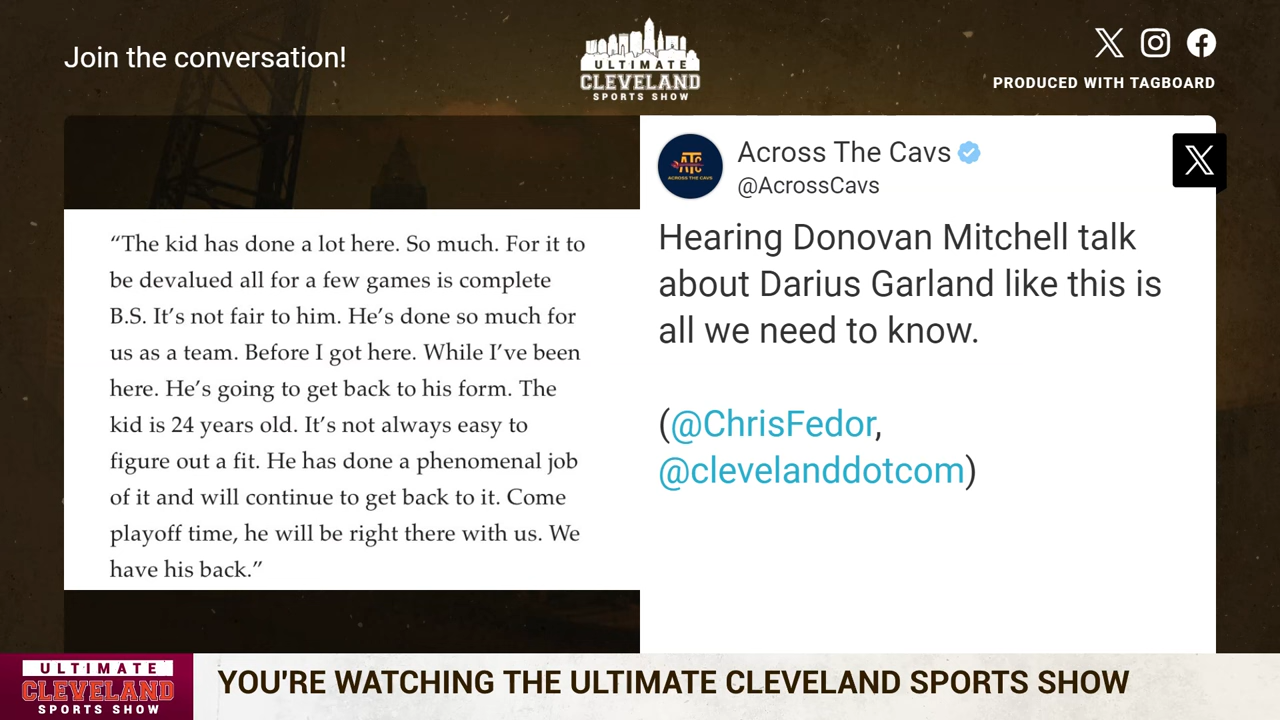 Join the conversation!
ULTIMATE
CLEVELAND
SPORTS SHOW
PRODUCED WITH TAGBOARD
“The kid has done a lot here. So much. For it to
be devalued all for a few games is complete
B.S. It’s not fair to him. He’s done so much for
us as a team. Before I got here. While I’ve been
here. He’s going to get back to his form. The
kid is 24 years old. It’s not always easy to
figure out a fit. He has done a phenomenal job
of it and will continue to get back to it. Come
playoff time, he will be right there with us. We
have his back.”
ATC
ACROSS THE CAVS
Across The Cavs
@AcrossCavs
Hearing Donovan Mitchell talk
about Darius Garland like this is
all we need to know.
(@ChrisFedor,
@clevelanddotcom)
ULTIMATE
CLEVELAND
SPORTS SHOW
YOU'RE WATCHING THE ULTIMATE CLEVELAND SPORTS SHOW